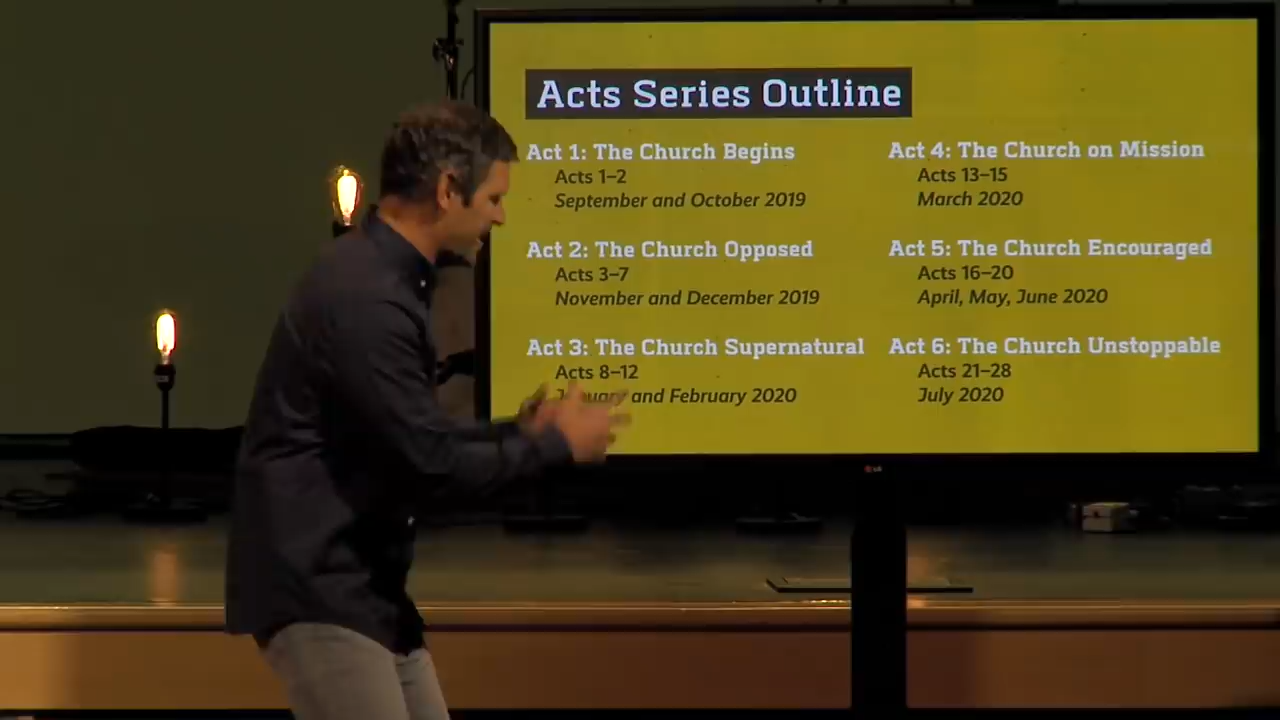 Acts Series Outline
Act 1: The Church Begins
Acts 1–2
September and October 2019
Act 2: The Church Opposed
Acts 3–7
November and December 2019
Act 3: The Church Supernatural
Acts 8–12
January and February 2020
Act 4: The Church on Mission
Acts 13–15
March 2020
Act 5: The Church Encouraged
Acts 16–20
April, May, June 2020
Act 6: The Church Unstoppable
Acts 21–28
July 2020
LG